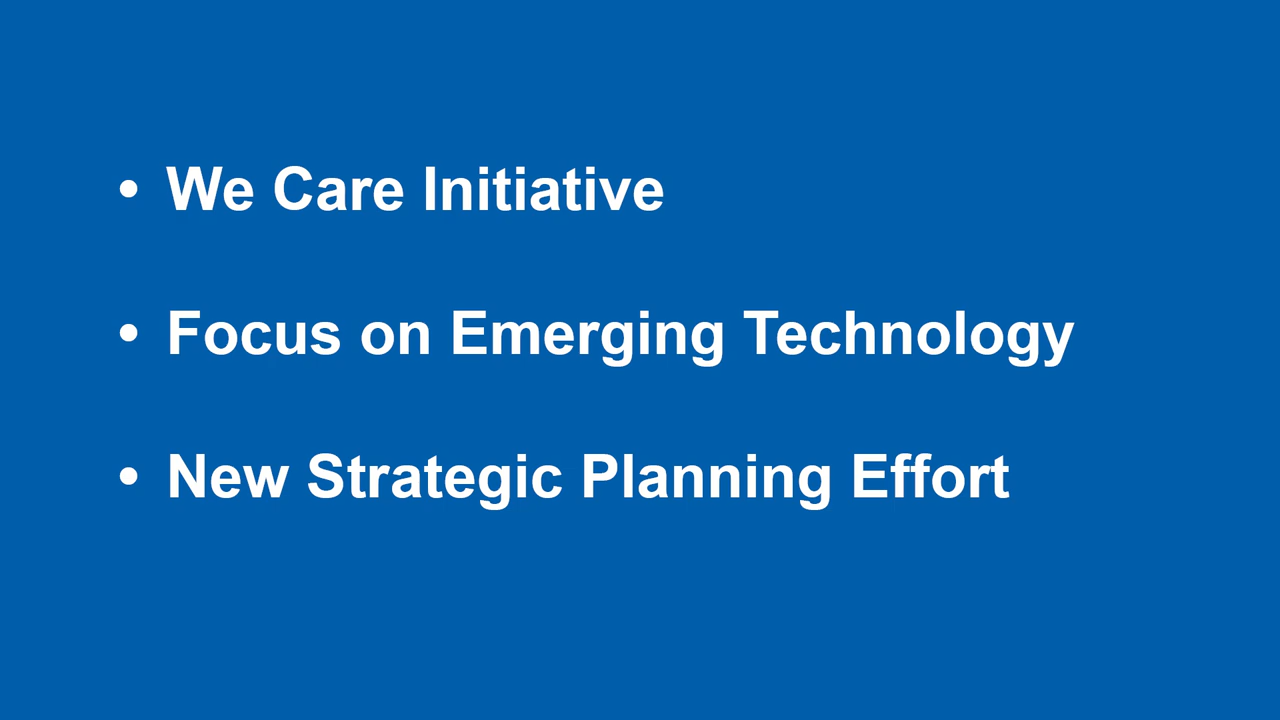 • We Care Initiative
• Focus on Emerging Technology
• New Strategic Planning Effort